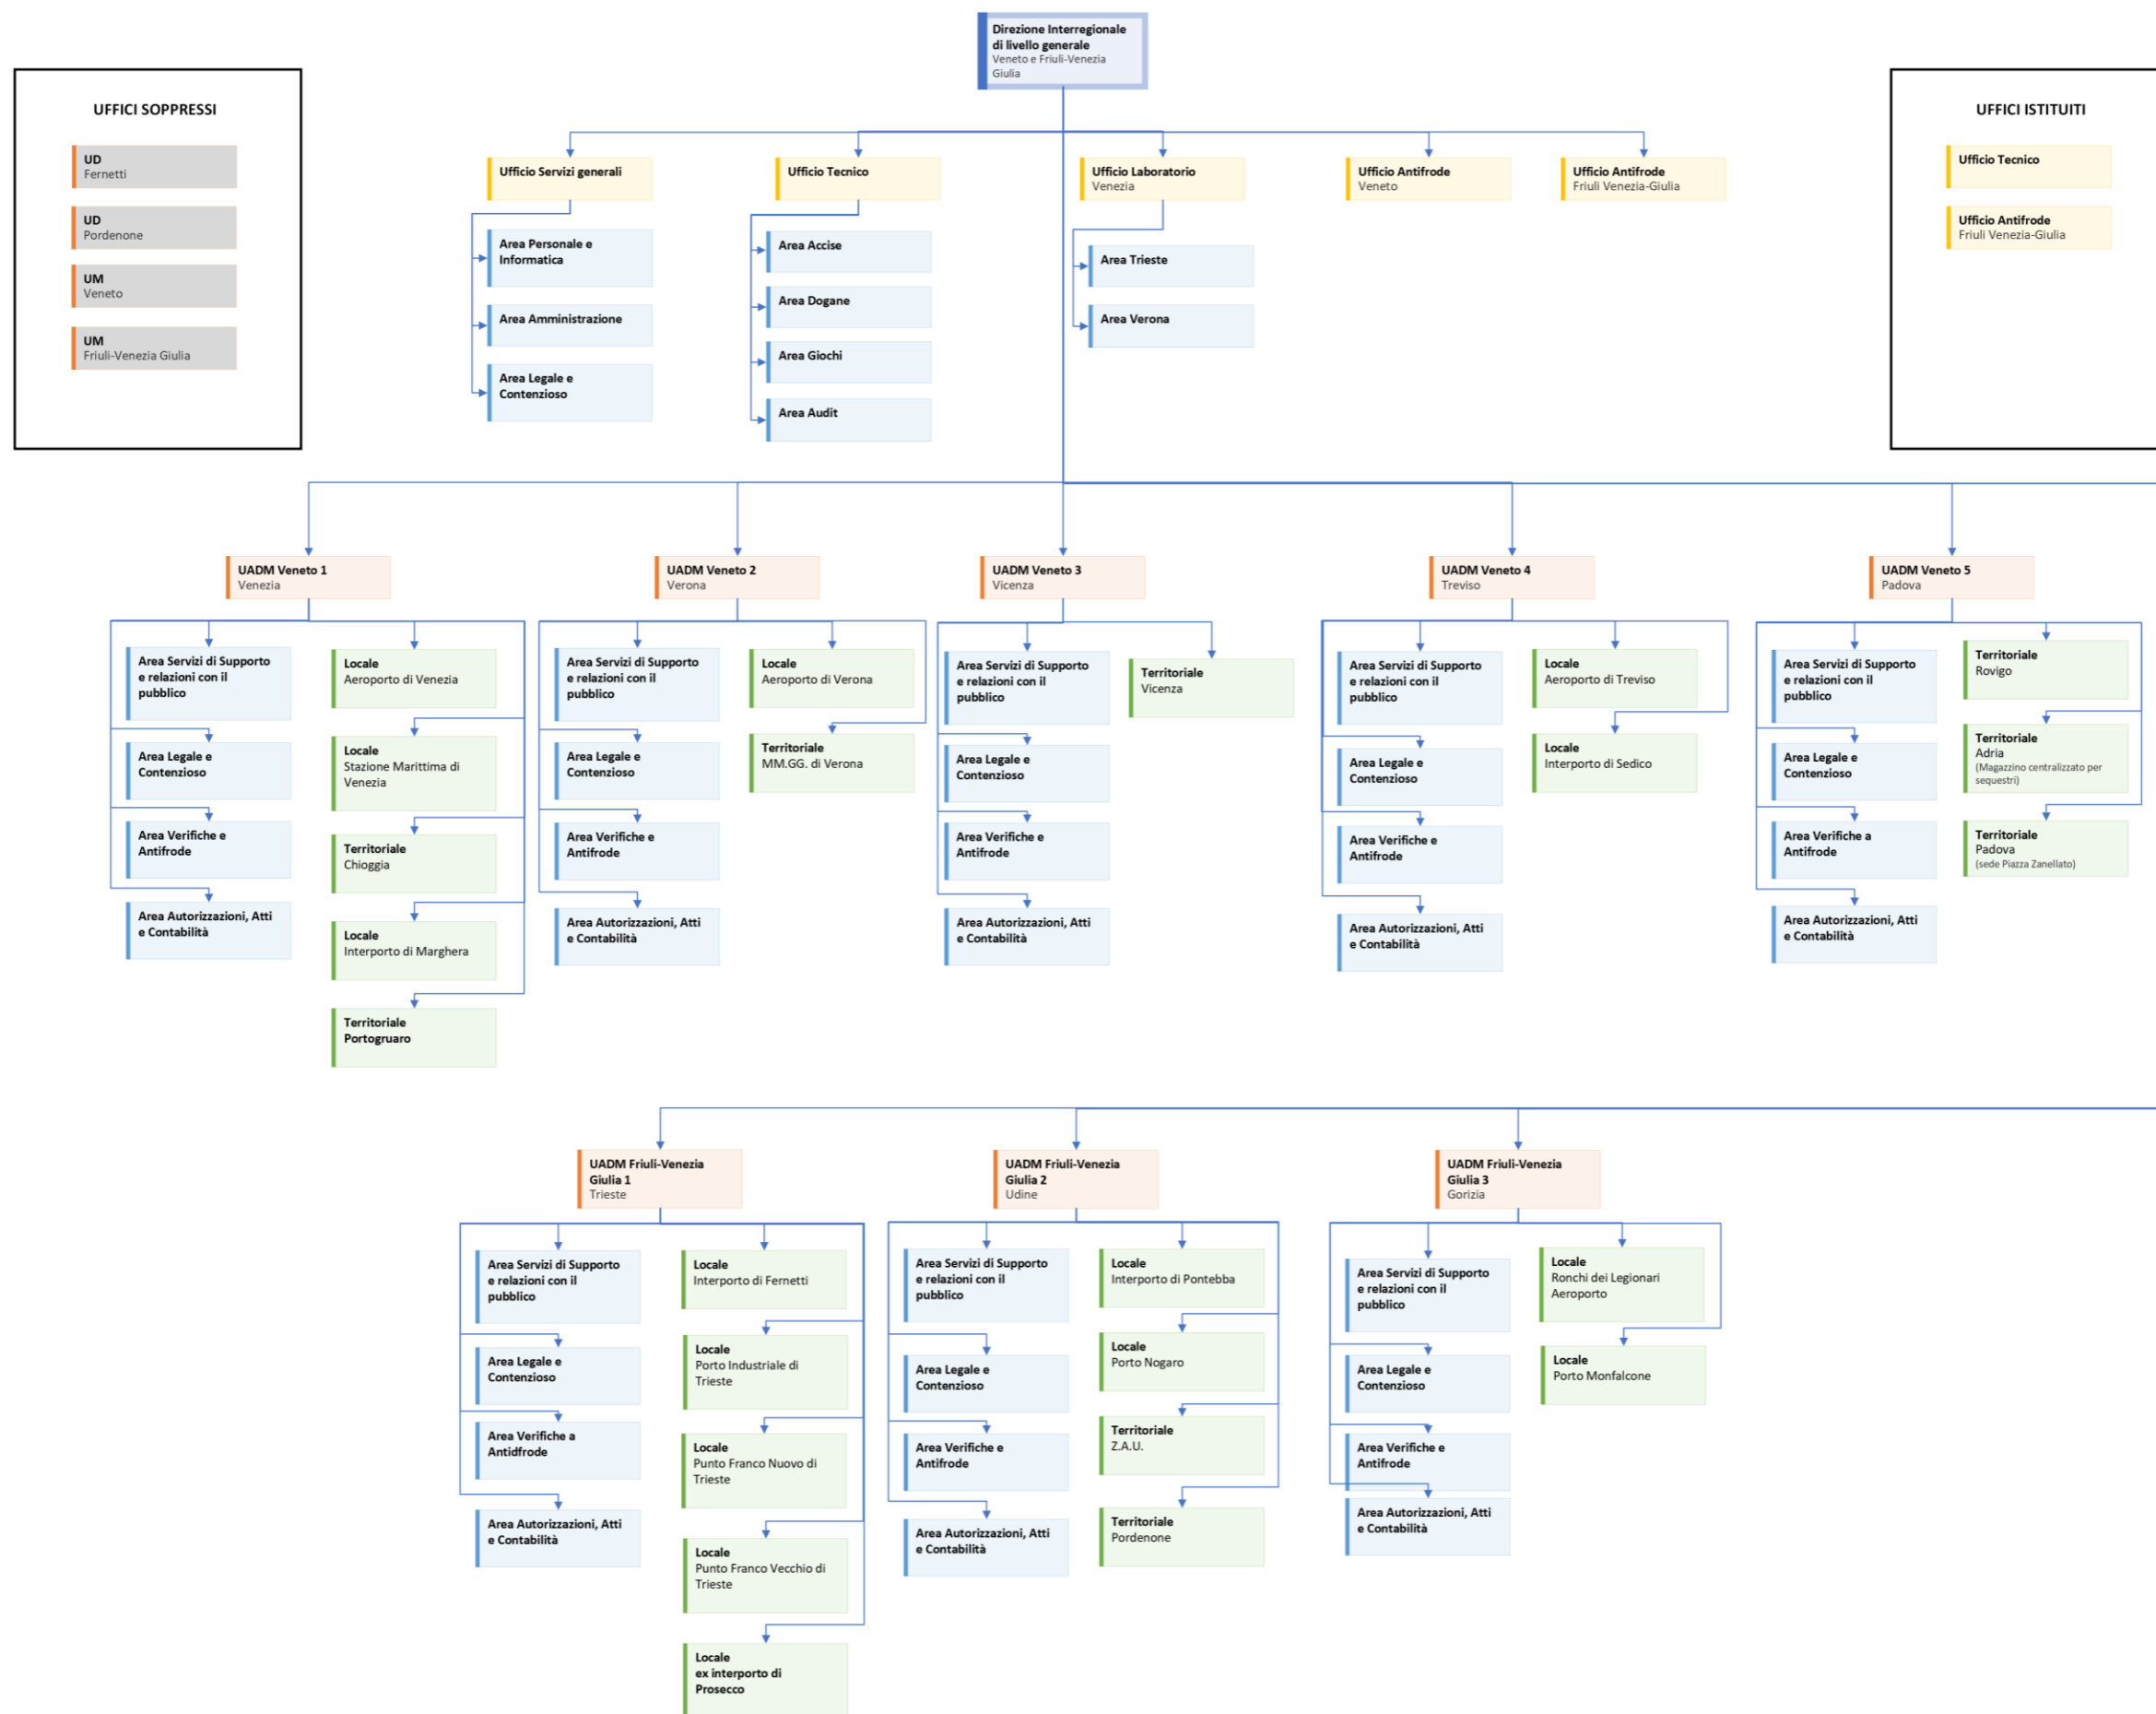 Direzione Interregionale
di livello generale
Veneto e Friuli-Venezia
Giulia
UFFICI SOPPRESSI
UD
Fernetti
UD
Pordenone
UM
Veneto
UM
Friuli-Venezia Giulia
UFFICI ISTITUITI
Ufficio Tecnico
Ufficio Antifrode
Friuli Venezia-Giulia
Ufficio Servizi generali
Area Personale e
Informatica
Area Amministrazione
Area Legale e
Contenzioso
Ufficio Tecnico
Area Accise
Area Dogane
Area Giochi
Area Audit
Ufficio Laboratorio
Venezia
Area Trieste
Area Verona
Ufficio Antifrode
Veneto
Ufficio Antifrode
Friuli Venezia-Giulia
UADM Veneto 1
Venezia
Area Servizi di Supporto
e relazioni con il
pubblico
Area Legale e
Contenzioso
Area Verifiche e
Antifrode
Area Autorizzazioni, Atti
e Contabilità
Locale
Aeroporto di Venezia
Locale
Stazione Marittima di
Venezia
Territoriale
Chioggia
Locale
Interporto di Marghera
Territoriale
Portogruaro
UADM Veneto 2
Verona
Area Servizi di Supporto
e relazioni con il
pubblico
Area Legale e
Contenzioso
Area Verifiche e
Antifrode
Area Autorizzazioni, Atti
e Contabilità
Locale
Aeroporto di Verona
Territoriale
MM.GG. di Verona
UADM Veneto 3
Vicenza
Area Servizi di Supporto
e relazioni con il
pubblico
Area Legale e
Contenzioso
Area Verifiche e
Antifrode
Area Autorizzazioni, Atti
e Contabilità
Territoriale
Vicenza
UADM Veneto 4
Treviso
Area Servizi di Supporto
e relazioni con il
pubblico
Area Legale e
Contenzioso
Area Verifiche e
Antifrode
Area Autorizzazioni, Atti
e Contabilità
Locale
Aeroporto di Treviso
Locale
Interporto di Sedico
UADM Veneto 5
Padova
Area Servizi di Supporto
e relazioni con il
pubblico
Area Legale e
Contenzioso
Area Verifiche a
Antifrode
Area Autorizzazioni, Atti
e Contabilità
Territoriale
Rovigo
Territoriale
Adria
(Magazzino centralizzato per
sequestri)
Territoriale
Padova
(sede Piazza Zanellato)
UADM Friuli-Venezia
Giulia 1
Trieste
Area Servizi di Supporto
e relazioni con il
pubblico
Area Legale e
Contenzioso
Area Verifiche a
Antidfrode
Area Autorizzazioni, Atti
e Contabilità
Locale
Interporto di Fernetti
Locale
Porto Industriale di
Trieste
Locale
Punto Franco Nuovo di
Trieste
Locale
Punto Franco Vecchio di
Trieste
Locale
ex interporto di
Prosecco
UADM Friuli-Venezia
Giulia 2
Udine
Area Servizi di Supporto
e relazioni con il
pubblico
Area Legale e
Contenzioso
Area Verifiche e
Antifrode
Area Autorizzazioni, Atti
e Contabilità
Locale
Interporto di Pontebba
Locale
Porto Nogaro
Territoriale
Z.A.U.
Territoriale
Pordenone
UADM Friuli-Venezia
Giulia 3
Gorizia
Area Servizi di Supporto
e relazioni con il
pubblico
Area Legale e
Contenzioso
Area Verifiche e
Antifrode
Area Autorizzazioni, Atti
e Contabilità
Locale
Ronchi dei Legionari
Aeroporto
Locale
Porto Monfalcone